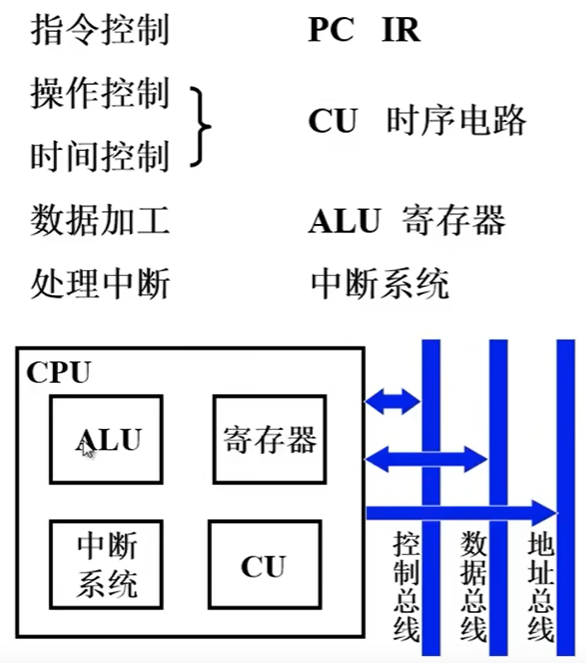 指令控制 PC IR
操作控制
时间控制
CU 时序电路
数据加工 ALU 寄存器
处理中断 中断系统
CPU
ALU 寄存器
中断
系统
CU
控制总线
数据总线
地址总线